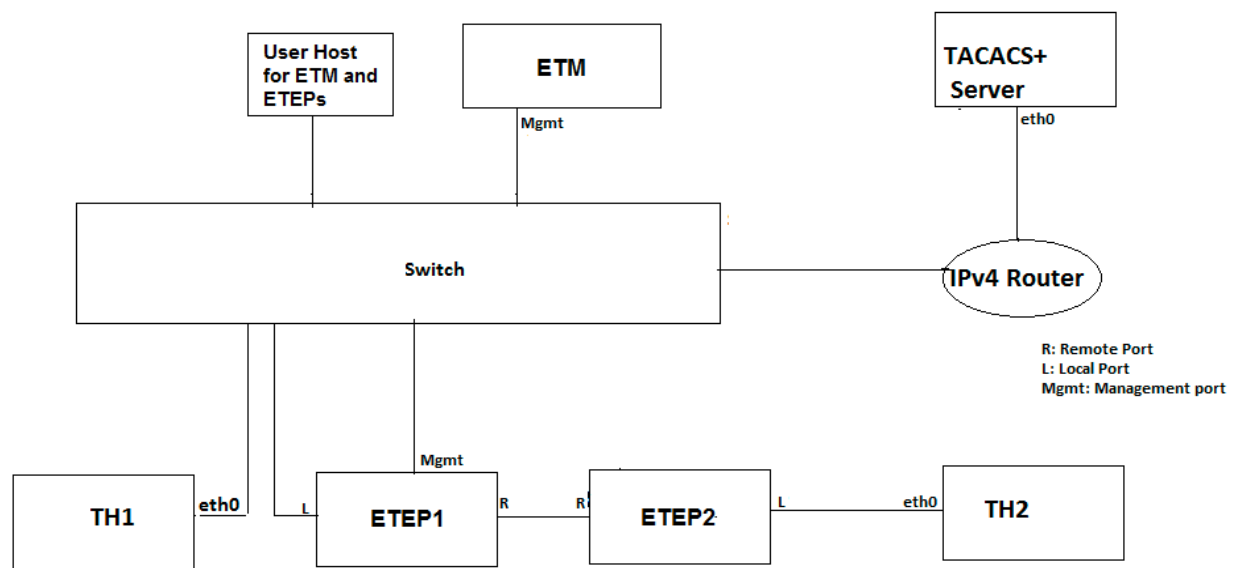 User Host
for ETM and
ETEPs
ETM
TACACS+
Server
Mgmt
eth0
Switch
IPv4 Router
R: Remote Port
L: Local Port
Mgmt: Management port
Mgmt
TH1
eth0
L
ETEP1
R
R
ETEP2
L
eth0
TH2